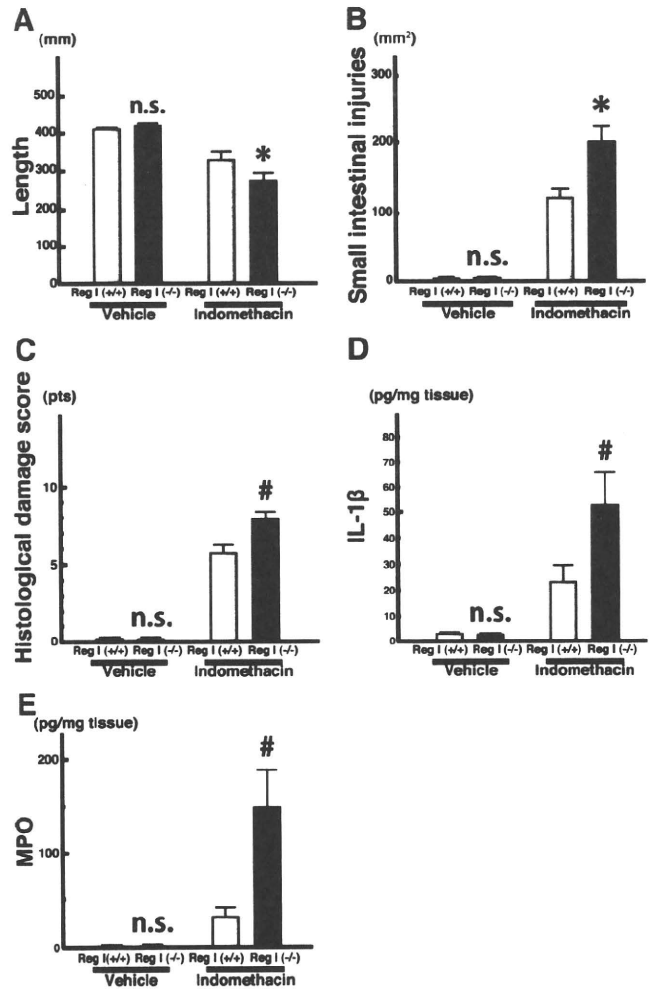 A
(mm)
Length
500
400
300
200
100
0
n.s.
*
Reg I (+/+) Reg I (-/-) Reg I (+/+) Reg I (-/-)
Vehicle Indomethacin
B
(mm²)
Small intestinal injuries
300
200
100
0
n.s.
*
Reg I (+/+) Reg I (-/-) Reg I (+/+) Reg I (-/-)
Vehicle Indomethacin
C
(pts)
Histological damage score
10
5
0
n.s.
#
Reg I (+/+) Reg I (-/-) Reg I (+/+) Reg I (-/-)
Vehicle Indomethacin
D
(pg/mg tissue)
IL-1β
80
70
60
50
40
30
20
10
0
n.s.
#
Reg I (+/+) Reg I (-/-) Reg I (+/+) Reg I (-/-)
Vehicle Indomethacin
E
(pg/mg tissue)
MPO
200
100
0
n.s.
#
Reg I(+/+) Reg I (-/-) Reg I (+/+) Reg I (-/-)
Vehicle Indomethacin